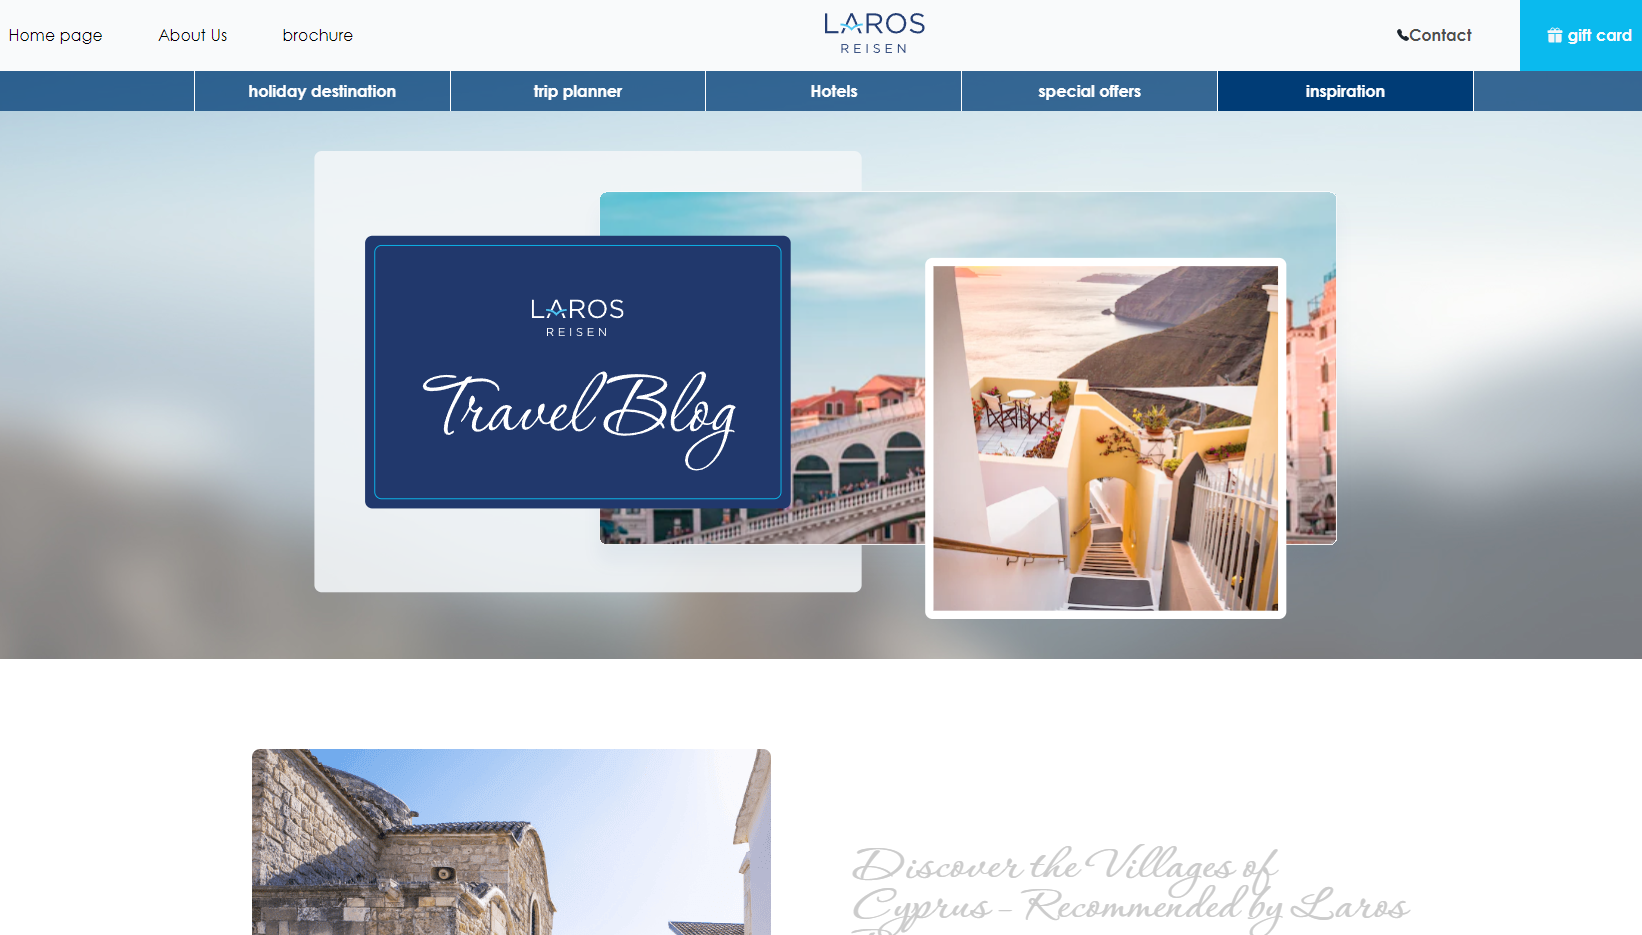 Home page
About Us
brochure
LAROS
REISEN
Contact
gift card
holiday destination
trip planner
Hotels
special offers
inspiration
LAROS
REISEN
Travel Blog
Discover the Villages of
Cyprus – Recommended by Laros